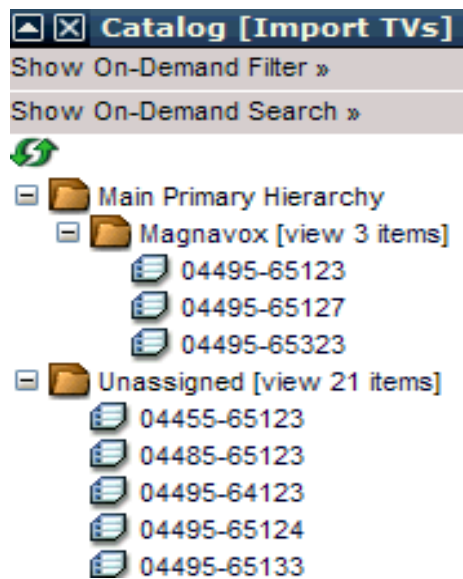 Catalog [Import TVs]
Show On-Demand Filter »
Show On-Demand Search »
Main Primary Hierarchy
Magnavox [view 3 items]
04495-65123
04495-65127
04495-65323
Unassigned [view 21 items]
04455-65123
04485-65123
04495-64123
04495-65124
04495-65133